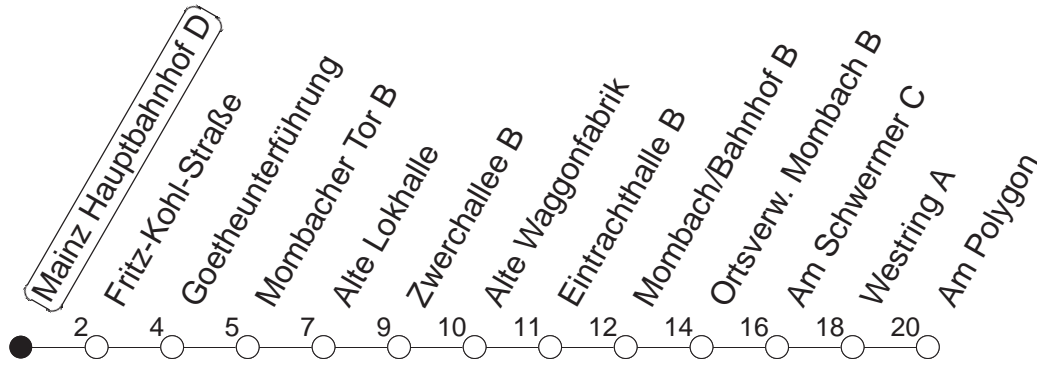 Mainz Hauptbahnhof D
Fritz-Kohl-Straße
Goetheunterführung
Mombacher Tor B
Alte Lokhalle
Zwerchallee B
Alte Waggonfabrik
Eintrachthalle B
Mombach/Bahnhof B
Ortsverw. Mombach B
Am Schwermer C
Westring A
Am Polygon
2 4 5 7 9 10 11 12 14 16 18 20